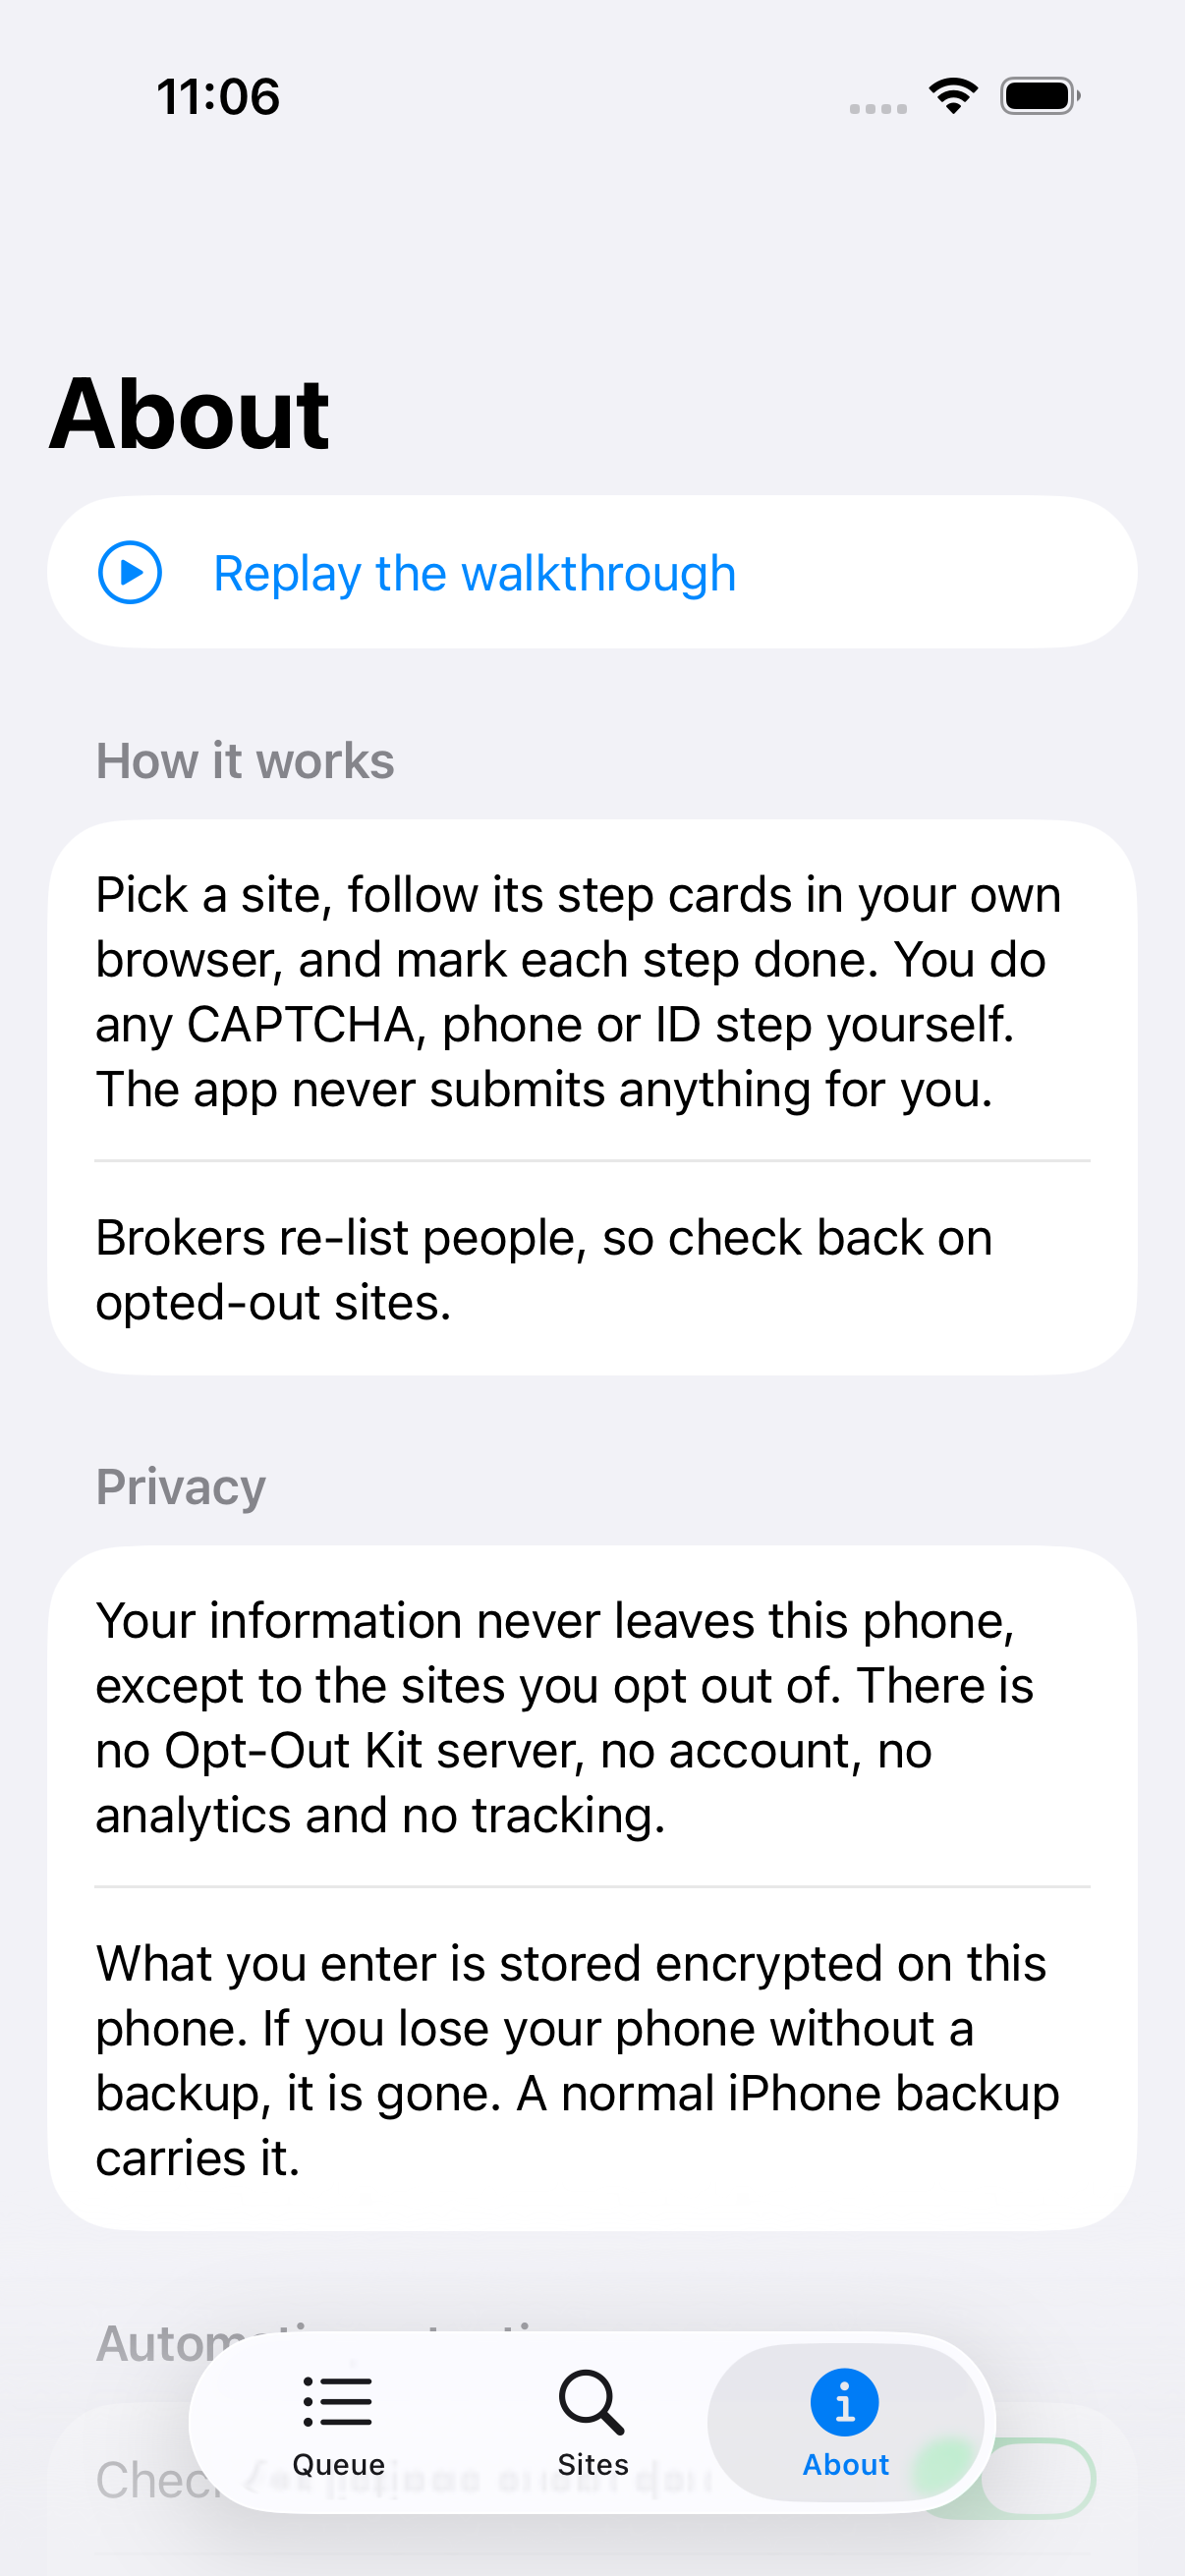 11:06
About
Replay the walkthrough
How it works
Pick a site, follow its step cards in your own
browser, and mark each step done. You do
any CAPTCHA, phone or ID step yourself.
The app never submits anything for you.
Brokers re-list people, so check back on
opted-out sites.
Privacy
Your information never leaves this phone,
except to the sites you opt out of. There is
no Opt-Out Kit server, no account, no
analytics and no tracking.
What you enter is stored encrypted on this
phone. If you lose your phone without a
backup, it is gone. A normal iPhone backup
carries it.
Queue
Sites
About